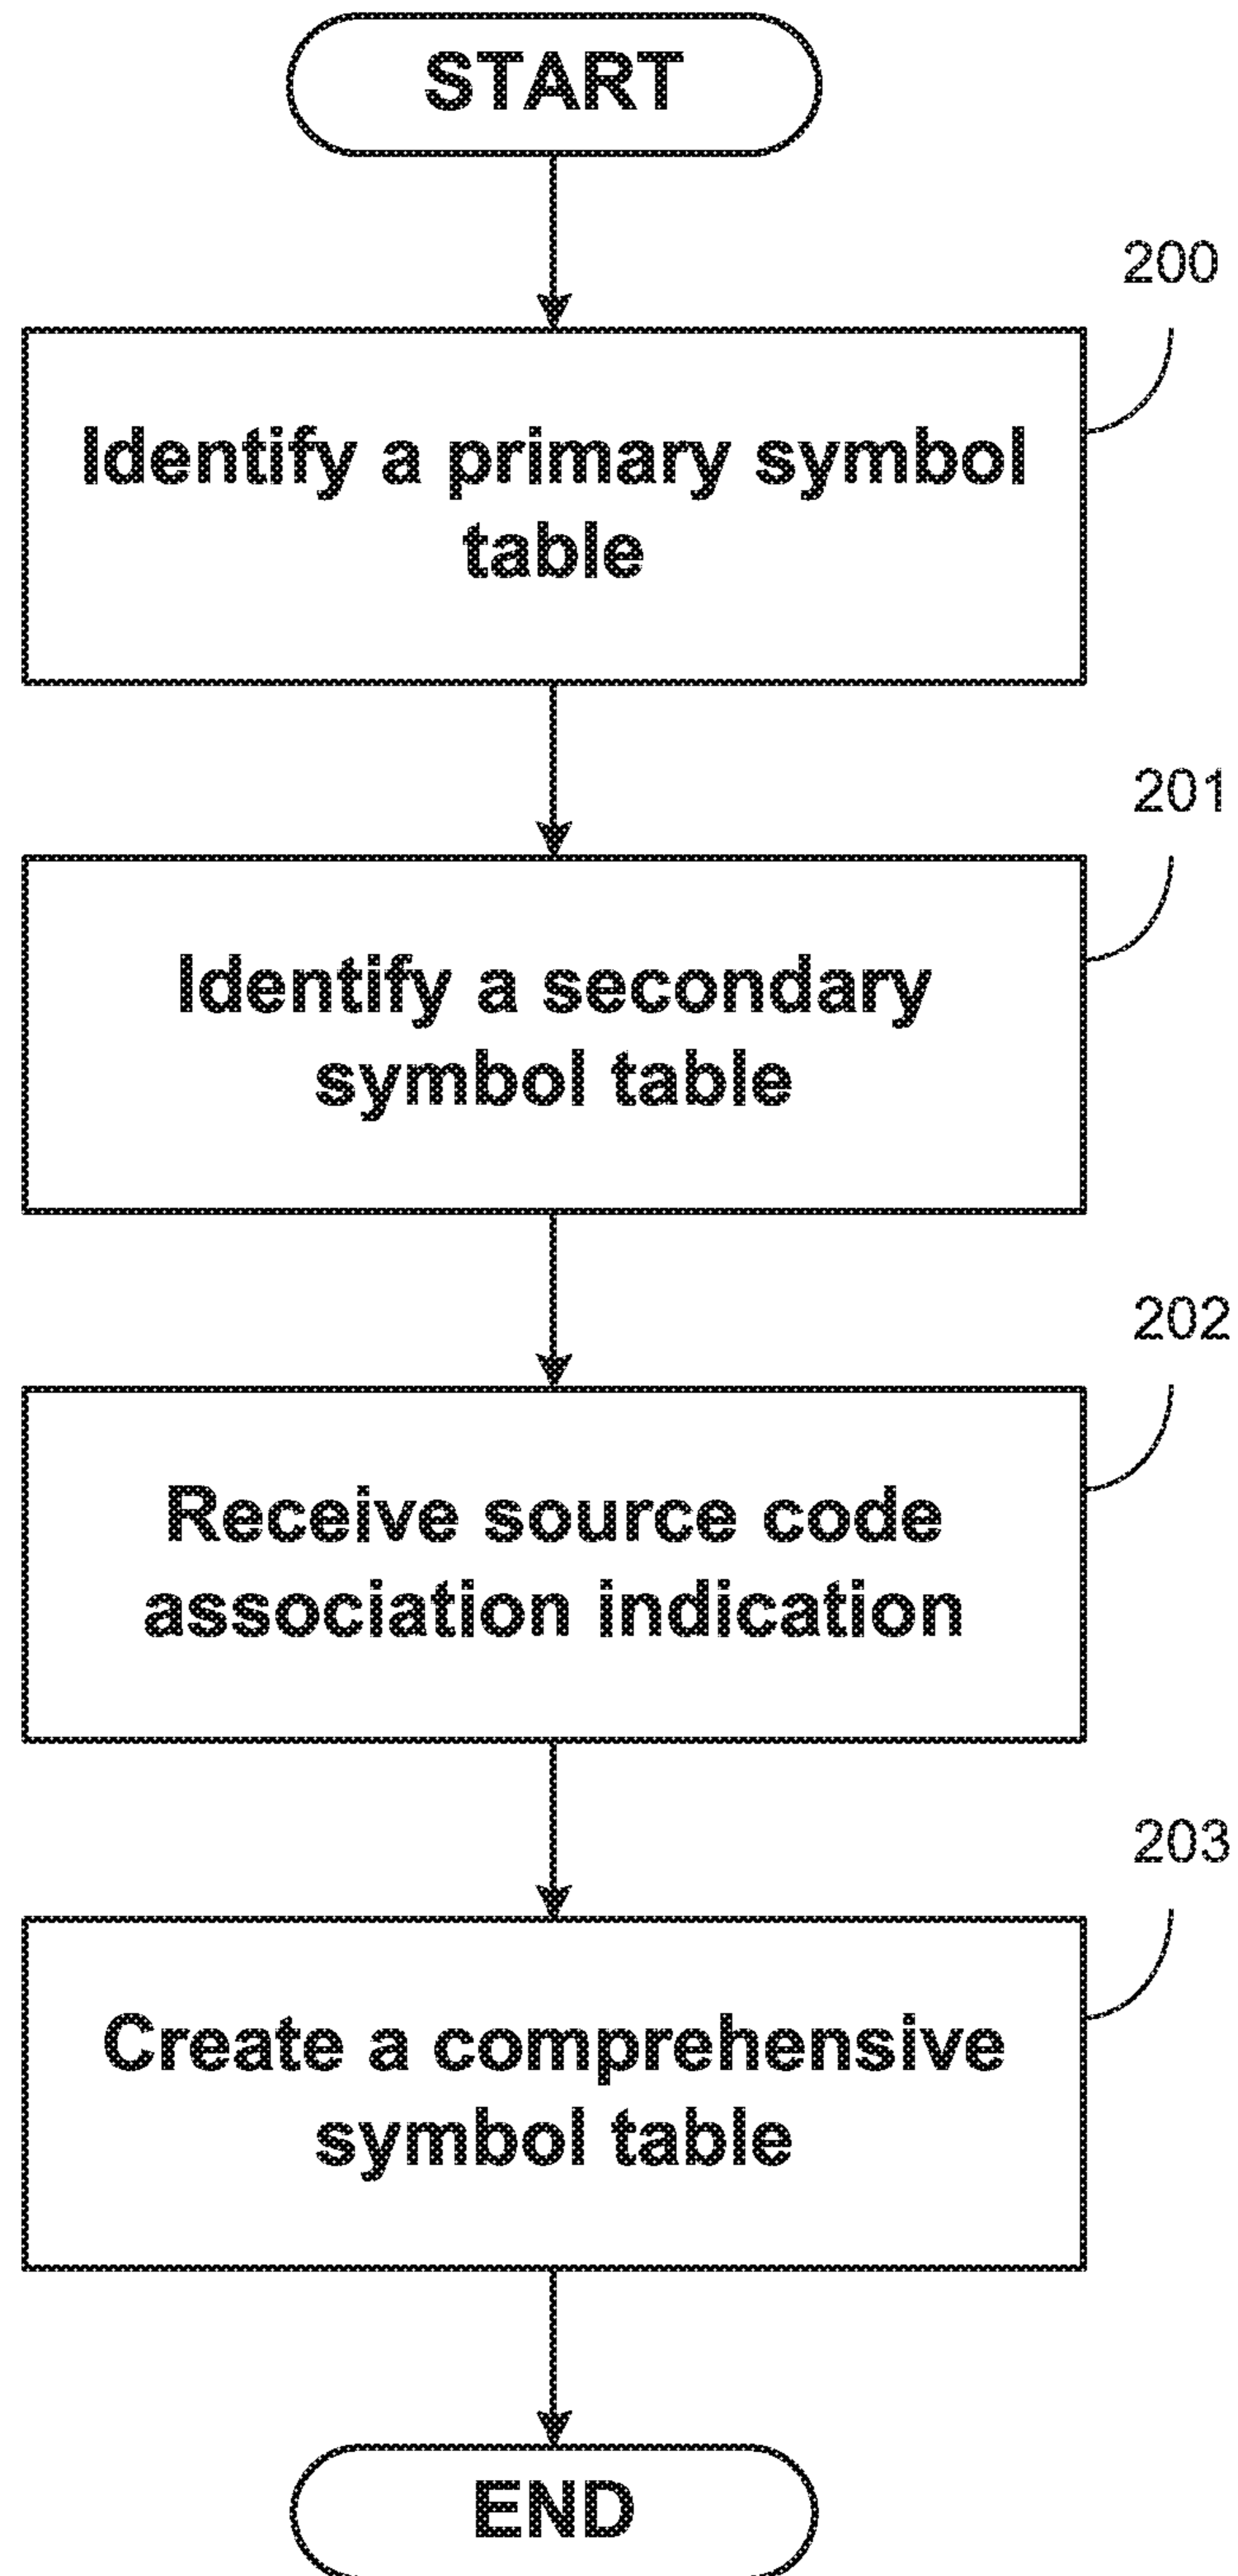 START
200
Identify a primary symbol
table
201
Identify a secondary
symbol table
202
Receive source code
association indication
203
Create a comprehensive
symbol table
END